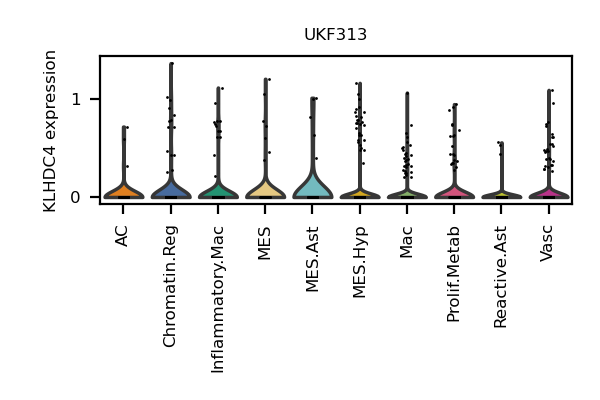 UKF313
KLHDC4 expression
1
0
AC
Chromatin.Reg
Inflammatory.Mac
MES
MES.Ast
MES.Hyp
Mac
Prolif.Metab
Reactive.Ast
Vasc